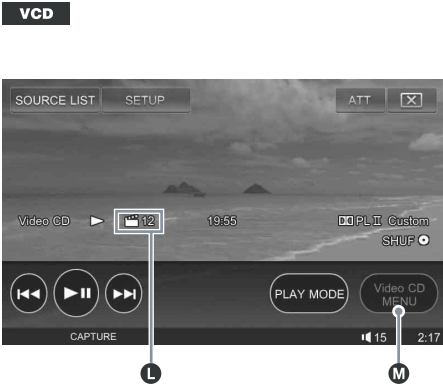 VCD
SOURCE LIST SETUP ATT
Video CD 12 19:55 PL II Custom
SHUF
PLAY MODE Video CD MENU
CAPTURE 15 2:17
L M